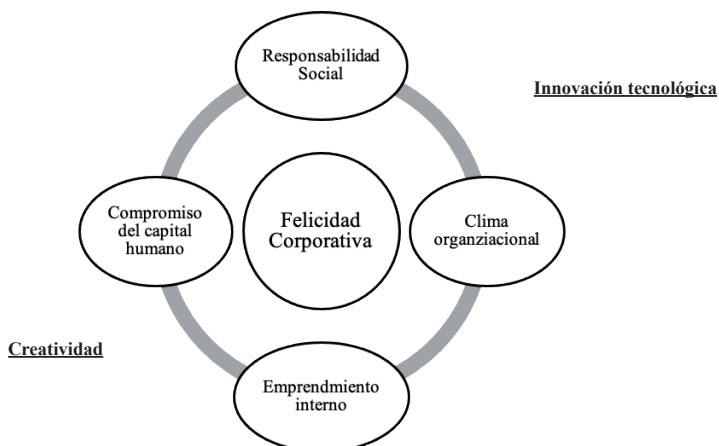 Responsabilidad
Social
Innovación tecnológica
Compromiso
del capital
humano
Felicidad
Corporativa
Clima
organziacional
Creatividad
Emprendmiento
interno